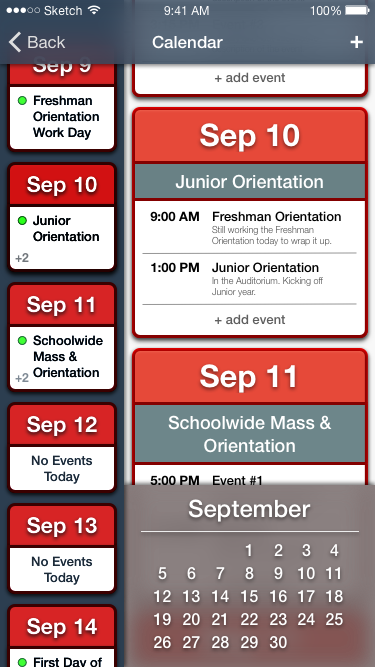 Sketch 9:41 AM 100%
Back Calendar +
Sep 9
Freshman
Orientation
Work Day
Sep 10
Junior
Orientation
+2
Sep 11
Schoolwide
Mass &
Orientation
+2
Sep 12
No Events
Today
Sep 13
No Events
Today
Sep 14
First Day of
+ add event
Sep 10
Junior Orientation
9:00 AM Freshman Orientation
Still working the Freshman
Orientation today to wrap it up.
1:00 PM Junior Orientation
In the Auditorium. Kicking off
Junior year.
+ add event
Sep 11
Schoolwide Mass &
Orientation
5:00 PM Event #1
September
1 2 3 4
5 6 7 8 9 10 11
12 13 14 15 16 17 18
19 20 21 22 23 24 25
26 27 28 29 30